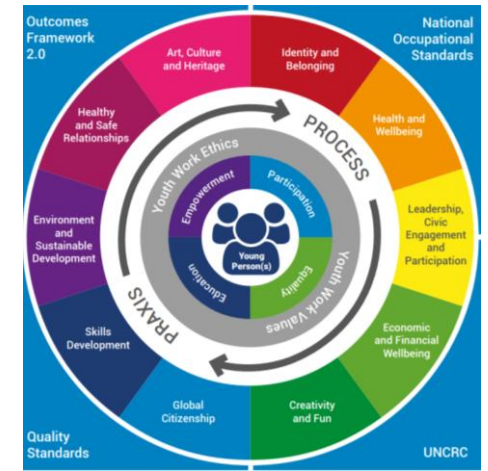 Outcomes
Framework
2.0
National
Occupational
Standards
Art, Culture
and Heritage
Identity and
Belonging
Healthy
and Safe
Relationships
Health and
Wellbeing
PROCESS
Youth Work Ethics
Empowerment
Participation
Environment
and
Sustainable
Development
Leadership,
Civic
Engagement
and
Participation
Young
Person(s)
Education
Equality
Youth Work Values
PRAXIS
Skills
Development
Economic
and Financial
Wellbeing
Global
Citizenship
Creativity
and Fun
Quality
Standards
UNCRC